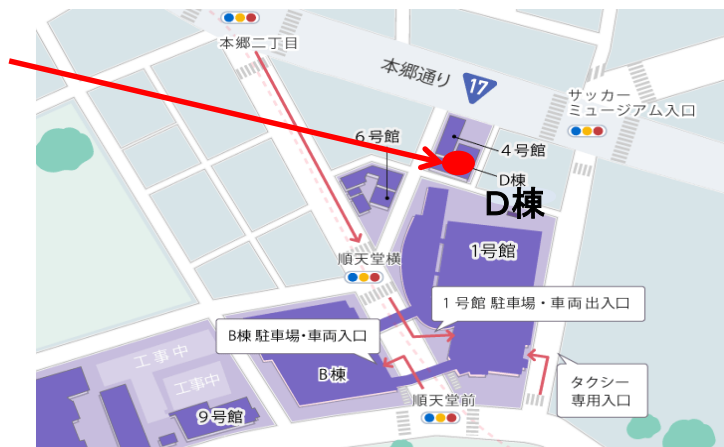 本郷二丁目
本郷通り
17
サッカー
ミュージアム入口
6号館
4号館
D棟
D棟
1号館
順天堂横
1号館 駐車場・車両出入口
B棟 駐車場・車両入口
工事中
工事中
B棟
タクシー
専用入口
順天堂前
9号館